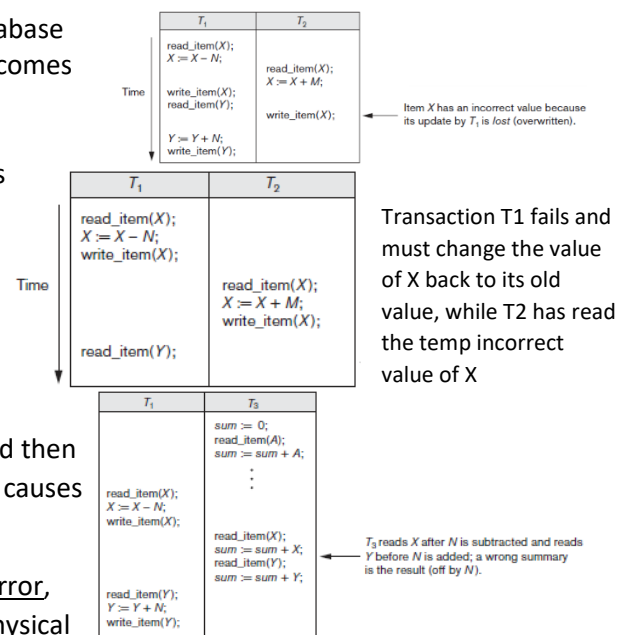 abase
comes
s
d then
causes
rror,
hysical
T1 T2
Time
read_item(X);
X := X – N;
read_item(X);
X := X + M;
write_item(X);
read_item(Y);
write_item(X);
Y := Y + N;
write_item(Y);
Item X has an incorrect value because
its update by T1 is lost (overwritten).
T1 T2
Time
read_item(X);
X := X – N;
write_item(X);
read_item(X);
X := X + M;
write_item(X);
read_item(Y);
Transaction T1 fails and
must change the value
of X back to its old
value, while T2 has read
the temp incorrect
value of X
T1 T3
sum := 0;
read_item(A);
sum := sum + A;
read_item(X);
X := X – N;
write_item(X);
read_item(X);
sum := sum + X;
read_item(Y);
sum := sum + Y;
read_item(Y);
Y := Y + N;
write_item(Y);
T3 reads X after N is subtracted and reads
Y before N is added; a wrong summary
is the result (off by N).